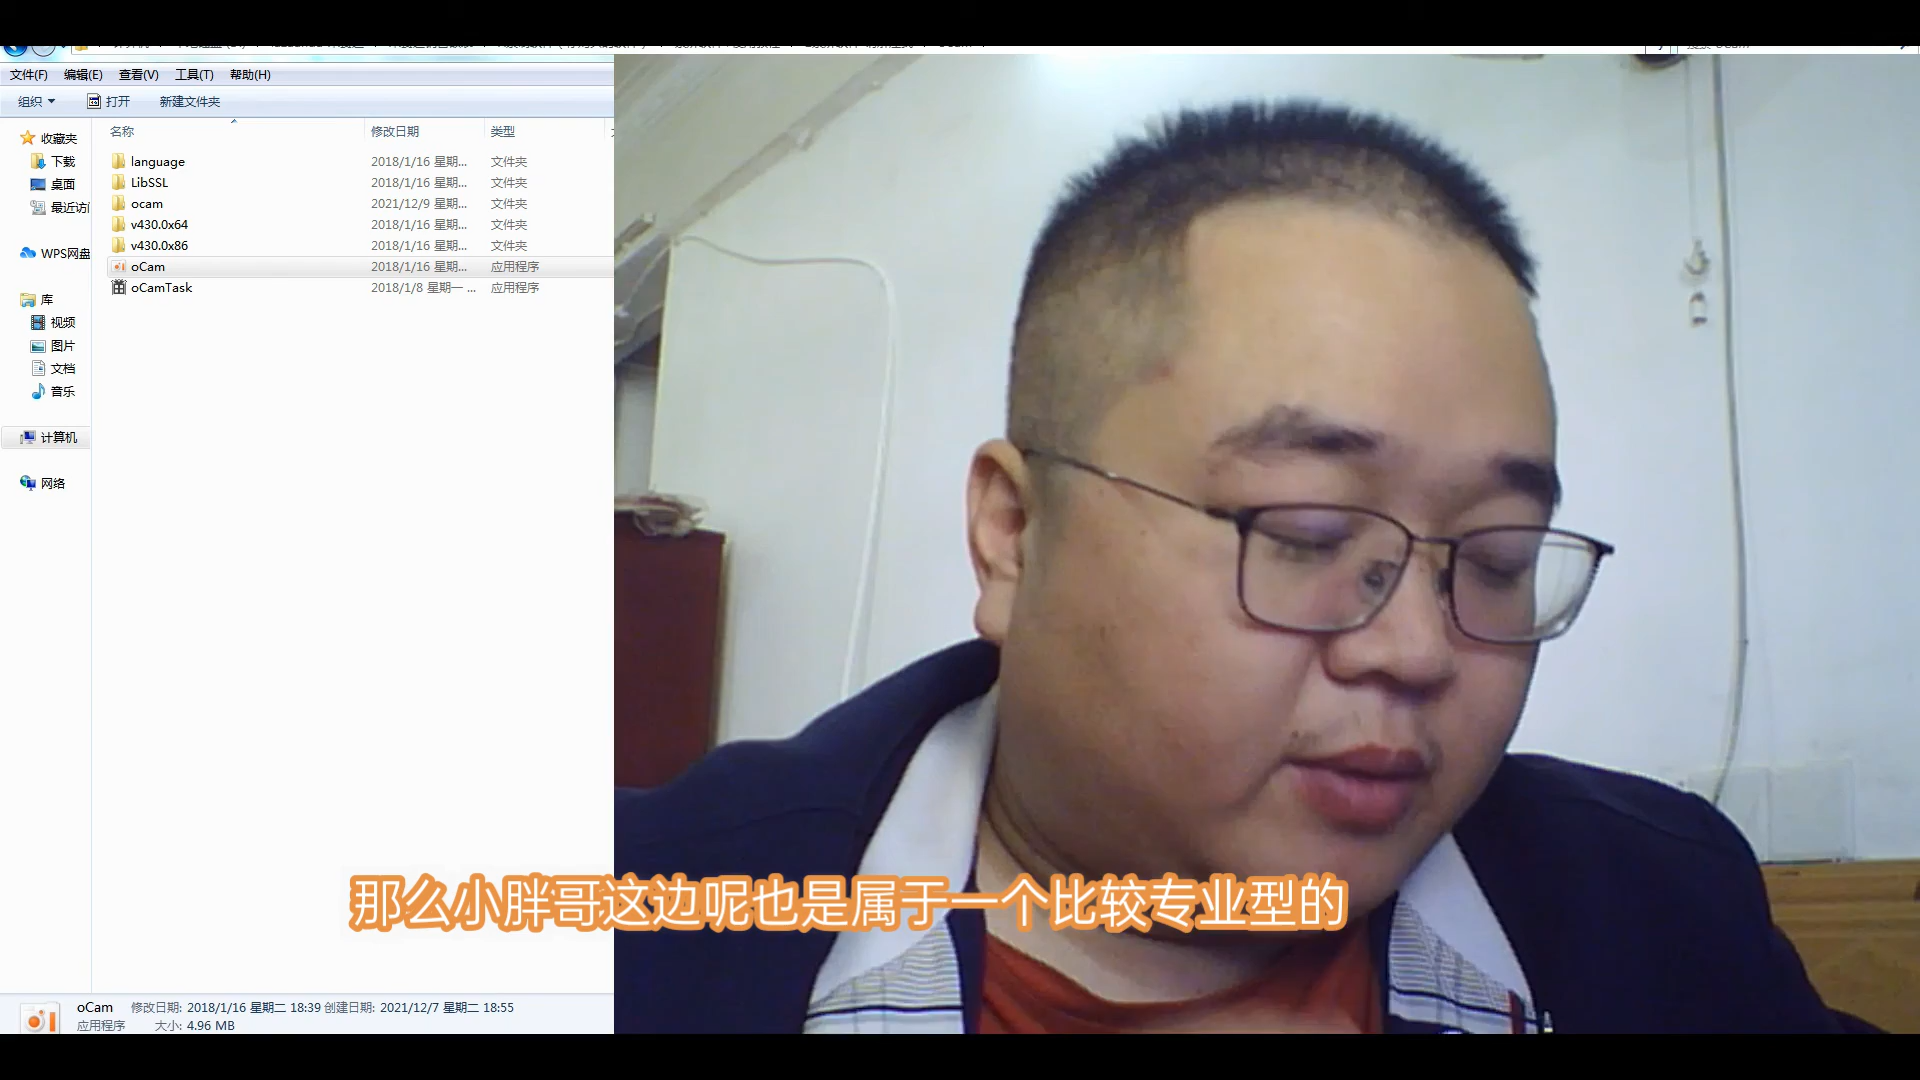 文件(F) 编辑(E) 查看(V) 工具(T) 帮助(H)
组织 打开 新建文件夹
名称 修改日期 类型
收藏夹
下载
桌面
最近访
WPS网盘
库
视频
图片
文档
音乐
计算机
网络
language 2018/1/16 星期... 文件夹
LibSSL 2018/1/16 星期... 文件夹
ocam 2021/12/9 星期... 文件夹
v430.0x64 2018/1/16 星期... 文件夹
v430.0x86 2018/1/16 星期... 文件夹
oCam 2018/1/16 星期... 应用程序
oCamTask 2018/1/8 星期一 ... 应用程序
那么小胖哥这边呢也是属于一个比较专业型的
oCam 修改日期: 2018/1/16 星期二 18:39 创建日期: 2021/12/7 星期二 18:55
应用程序 大小: 4.96 MB